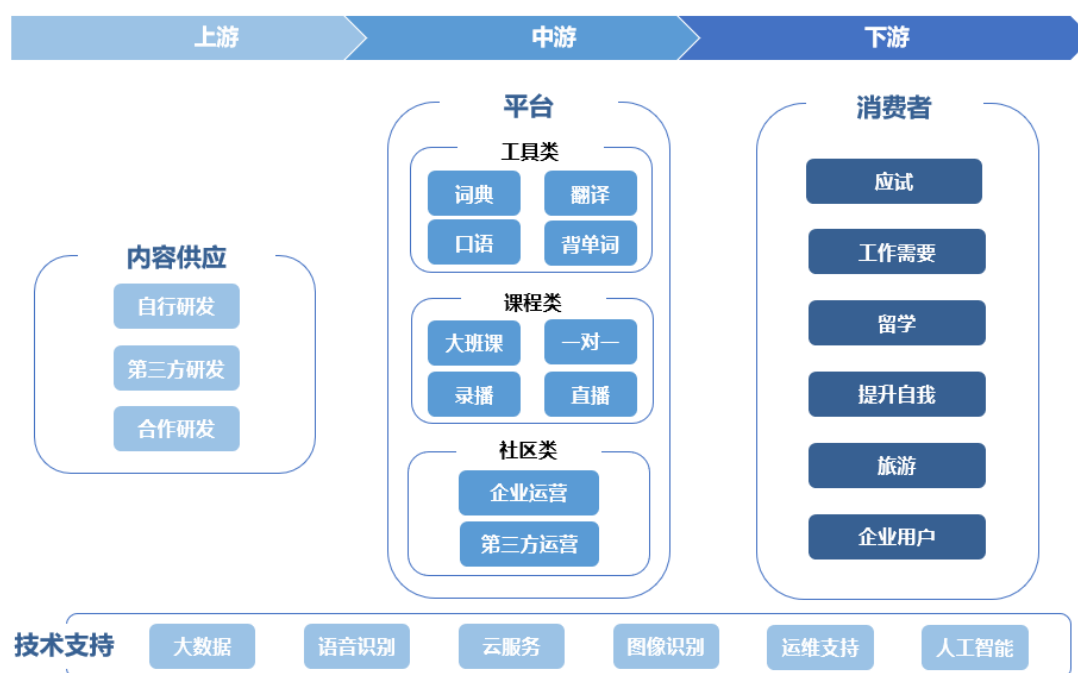 上游
中游
下游
内容供应
自行研发
第三方研发
合作研发
平台
工具类
词典
翻译
口语
背单词
课程类
大班课
一对一
录播
直播
社区类
企业运营
第三方运营
消费者
应试
工作需要
留学
提升自我
旅游
企业用户
技术支持
大数据
语音识别
云服务
图像识别
运维支持
人工智能